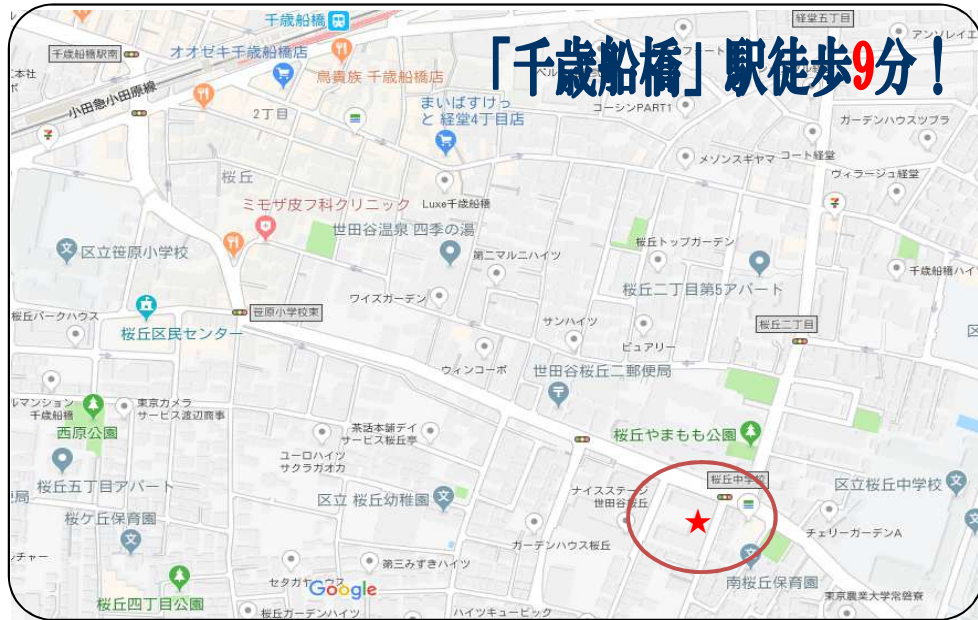 千歳船橋
経堂五丁目
アンソレイエ
千歳船橋駅南
オオゼキ千歳船橋店
「千歳船橋」駅徒歩9分！
鳥貴族 千歳船橋店
小田急小田原線
まいばすけっ
と 経堂4丁目店
コーシンPART1
2丁目
ガーデンハウスツブラ
メゾンスギヤマ
コート経堂
ヴィラージュ経堂
桜丘
ミモザ皮フ科クリニック
Luxe千歳船橋
世田谷温泉 四季の湯
桜丘トップガーデン
区立笹原小学校
第二マルニハイツ
千歳船橋ハイ
桜丘二丁目第5アパート
ワイズガーデン
笹原小学校東
桜丘パークハウス
桜丘区民センター
サンハイツ
桜丘二丁目
ピュアリー
ウィンコーポ
世田谷桜丘二郵便局
ルマンション
千歳船橋
東京カメラ
サービス渡辺商事
西原公園
茶話本舗デイ
サービス桜丘亭
桜丘やまもも公園
ユーロハイツ
サクラガオカ
桜丘五丁目アパート
区立 桜丘幼稚園
ナイスステージ
世田谷桜丘
桜丘中学校
区立桜丘中学校
桜ケ丘保育園
ガーデンハウス桜丘
チェリーガーデンA
第三みずきハイツ
南桜丘保育園
Google
桜丘四丁目公園
桜丘ガーデンハイツ
ハイツキュービック
東京農業大学常磐寮